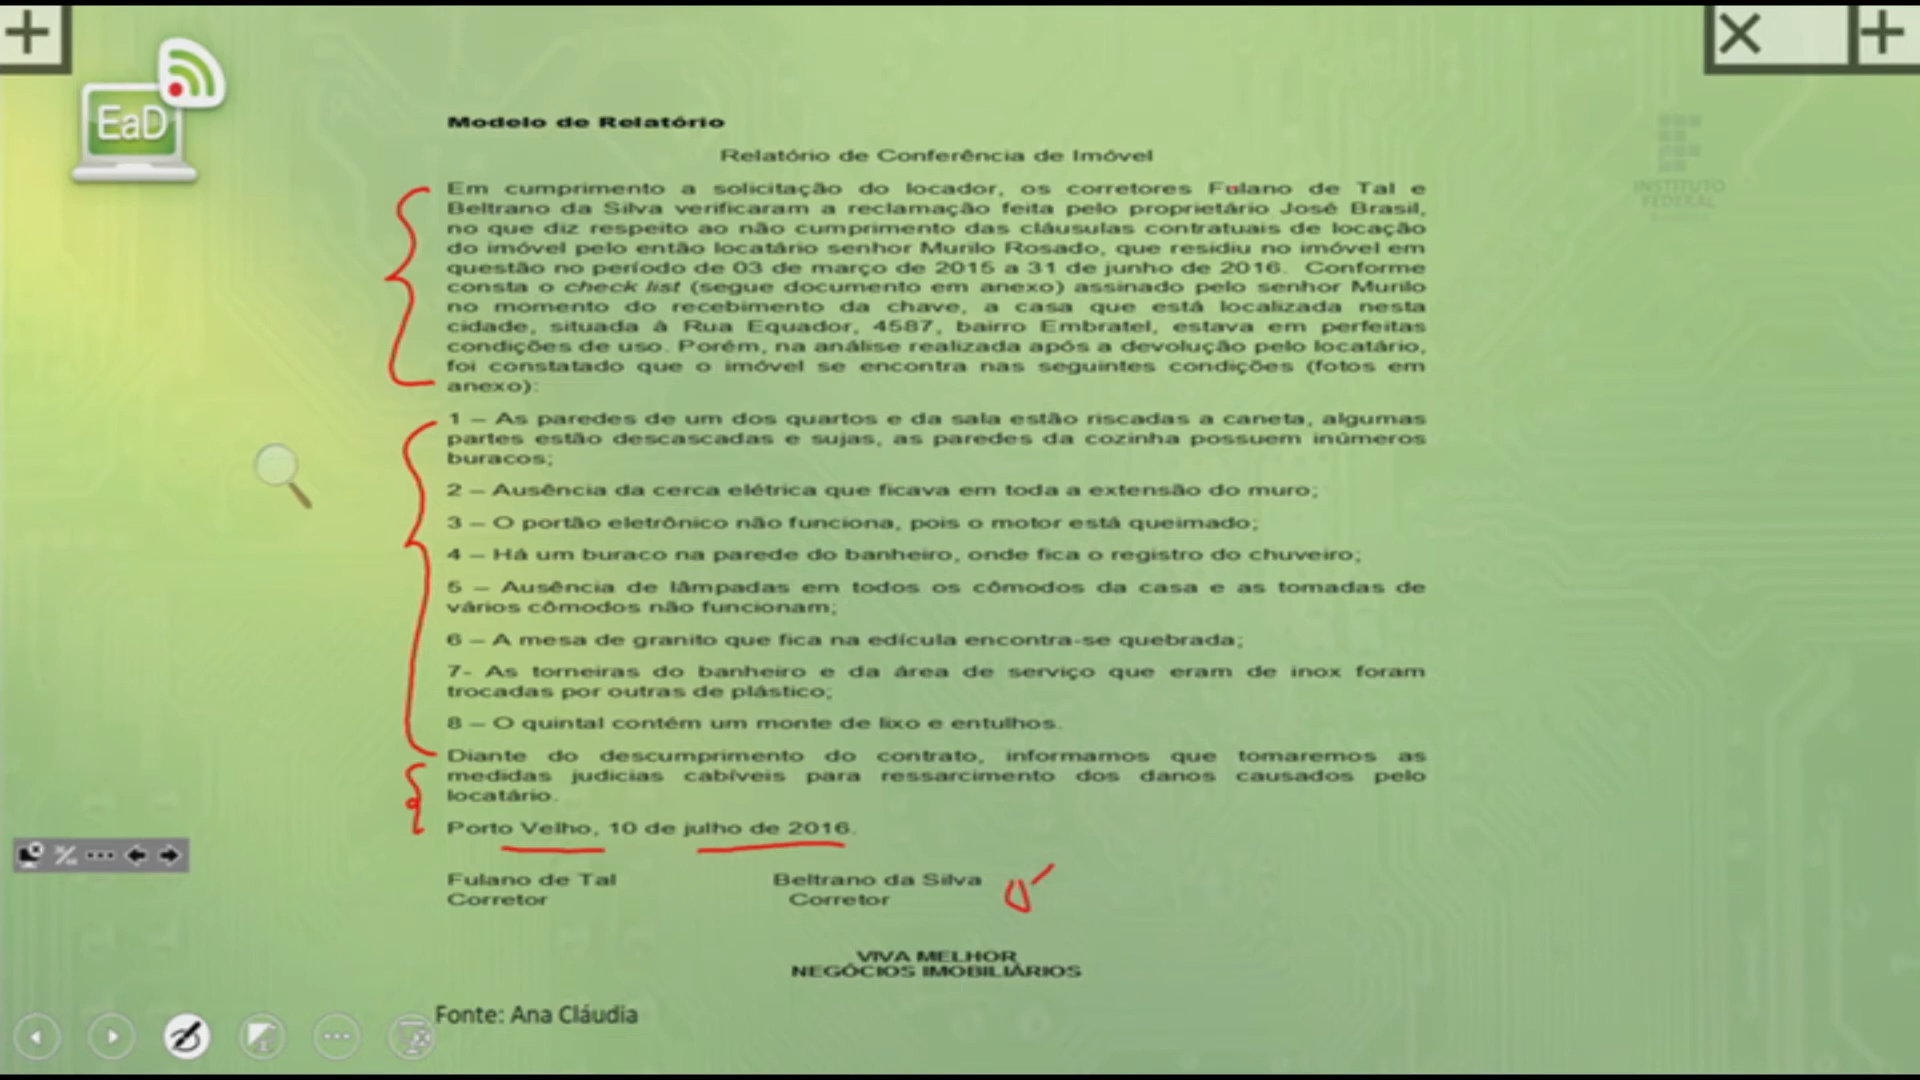 EaD
Modelo de Relatório
Relatório de Conferência de Imóvel
INSTITUTO
FEDERAL
Em cumprimento a solicitação do locador, os corretores Fulano de Tal e
Beltrano da Silva verificaram a reclamação feita pelo proprietário José Brasil,
no que diz respeito ao não cumprimento das cláusulas contratuais de locação
do imóvel pelo então locatário senhor Murilo Rosado, que residiu no imóvel em
questão no período de 03 de março de 2015 a 31 de junho de 2016. Conforme
consta o check list (segue documento em anexo) assinado pelo senhor Murilo
no momento do recebimento da chave, a casa que está localizada nesta
cidade, situada à Rua Equador, 4587, bairro Embratel, estava em perfeitas
condições de uso. Porém, na análise realizada após a devolução pelo locatário,
foi constatado que o imóvel se encontra nas seguintes condições (fotos em
anexo):
1 – As paredes de um dos quartos e da sala estão riscadas a caneta, algumas
partes estão descascadas e sujas, as paredes da cozinha possuem inúmeros
buracos;
2 – Ausência da cerca elétrica que ficava em toda a extensão do muro;
3 – O portão eletrônico não funciona, pois o motor está queimado;
4 – Há um buraco na parede do banheiro, onde fica o registro do chuveiro;
5 – Ausência de lâmpadas em todos os cômodos da casa e as tomadas de
vários cômodos não funcionam;
6 – A mesa de granito que fica na edícula encontra-se quebrada;
7- As torneiras do banheiro e da área de serviço que eram de inox foram
trocadas por outras de plástico;
8 – O quintal contém um monte de lixo e entulhos.
Diante do descumprimento do contrato, informamos que tomaremos as
medidas judicias cabíveis para ressarcimento dos danos causados pelo
locatário.
Porto Velho, 10 de julho de 2016.
Fulano de Tal Beltrano da Silva
Corretor Corretor
VIVA MELHOR
NEGÓCIOS IMOBILIÁRIOS
Fonte: Ana Cláudia